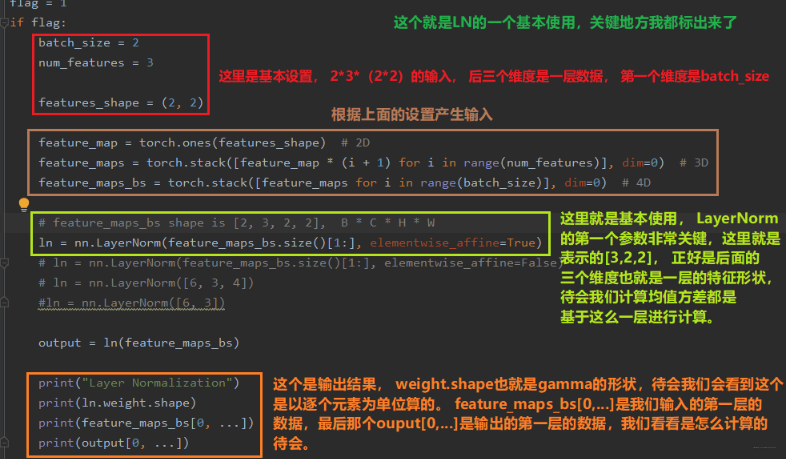 flag = 1
if flag:
这个就是LN的一个基本使用，关键地方我都标出来了
batch_size = 2
num_features = 3
features_shape = (2, 2)
这里是基本设置， 2*3*（2*2）的输入， 后三个维度是一层数据， 第一个维度是batch_size
根据上面的设置产生输入
feature_map = torch.ones(features_shape)  # 2D
feature_maps = torch.stack([feature_map * (i + 1) for i in range(num_features)], dim=0)  # 3D
feature_maps_bs = torch.stack([feature_maps for i in range(batch_size)], dim=0)  # 4D
# feature_maps_bs shape is [2, 3, 2, 2],  B * C * H * W
ln = nn.LayerNorm(feature_maps_bs.size()[1:], elementwise_affine=True)
# ln = nn.LayerNorm(feature_maps_bs.size()[1:], elementwise_affine=False)
# ln = nn.LayerNorm([6, 3, 4])
#ln = nn.LayerNorm([6, 3])
这里就是基本使用， LayerNorm
的第一个参数非常关键，这里就是
表示的[3,2,2]， 正好是后面的
三个维度也就是一层的特征形状，
待会我们计算均值方差都是
基于这么一层进行计算。
output = ln(feature_maps_bs)
print("Layer Normalization")
print(ln.weight.shape)
print(feature_maps_bs[0, ...])
print(output[0, ...])
这个是输出结果， weight.shape也就是gamma的形状，待会我们会看到这个
是以逐个元素为单位算的。 feature_maps_bs[0,...]是我们输入的第一层的
数据，最后那个ouput[0,...]是输出的第一层的数据，我们看看是怎么计算的
待会。